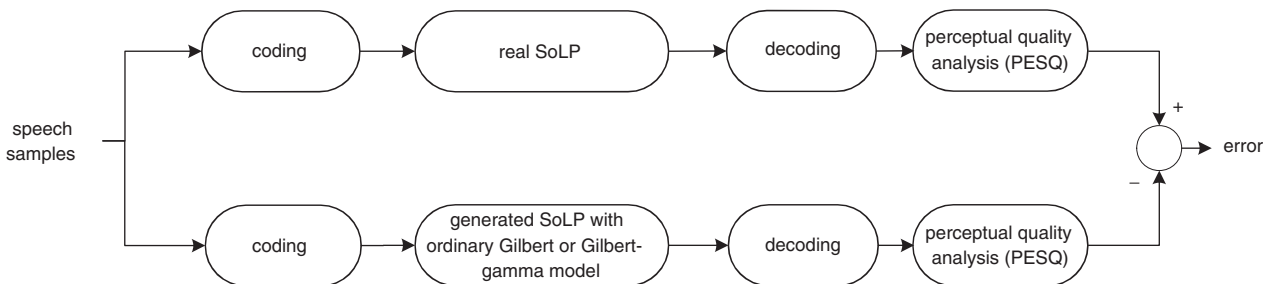 speech
samples
coding
real SoLP
decoding
perceptual quality
analysis (PESQ)
+
error
−
coding
generated SoLP with
ordinary Gilbert or Gilbert-
gamma model
decoding
perceptual quality
analysis (PESQ)